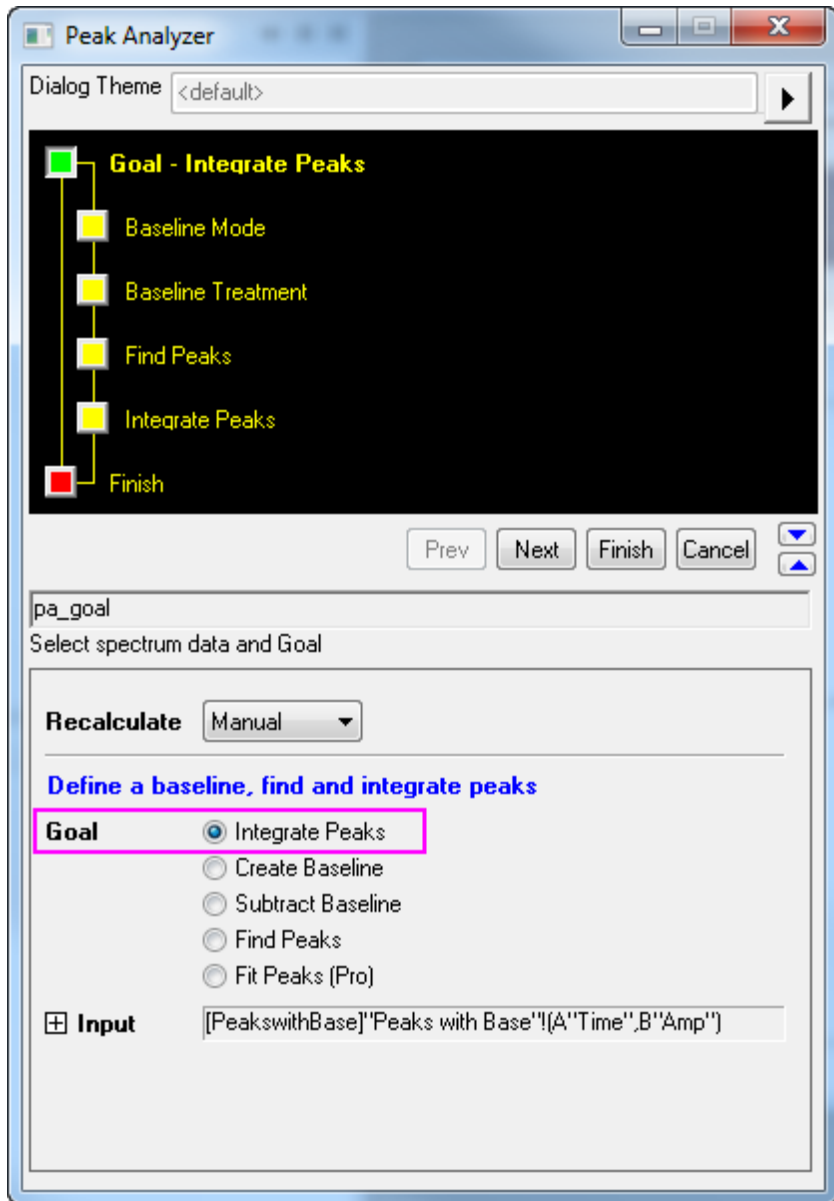 Peak Analyzer
Dialog Theme <default>
Goal - Integrate Peaks
Baseline Mode
Baseline Treatment
Find Peaks
Integrate Peaks
Finish
Prev Next Finish Cancel
pa_goal
Select spectrum data and Goal
Recalculate Manual
Define a baseline, find and integrate peaks
Goal Integrate Peaks
Create Baseline
Subtract Baseline
Find Peaks
Fit Peaks (Pro)
Input [PeakswithBase]"Peaks with Base"!(A"Time",B"Amp")